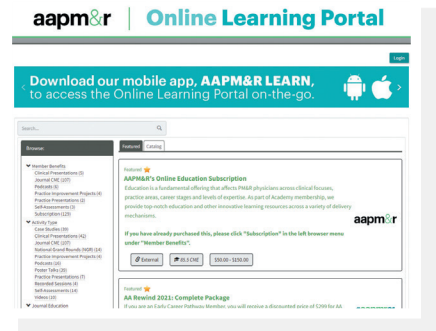 aapm&r | Online Learning Portal
Login
Download our mobile app, AAPM&R LEARN,
to access the Online Learning Portal on-the-go.
Search...
Browse:
Member Benefits
Clinical Presentations (5)
Journal CME (107)
Podcasts (6)
Practice Improvement Projects (4)
Practice Presentations (2)
Self-Assessments (3)
Subscription (123)
Activity Type
Case Studies (39)
Clinical Presentations (42)
Journal CME (107)
National Grand Rounds (NGR) (14)
Practice Improvement Projects (4)
Podcasts (16)
Poster Talks (20)
Practice Presentations (7)
Recorded Sessions (4)
Self-Assessments (14)
Videos (10)
Journal Education
Featured Catalog
Featured
AAPM&R's Online Education Subscription
Education is a fundamental offering that affects PM&R physicians across clinical focuses,
practice areas, career stages and levels of expertise. As part of Academy membership, we
provide top-notch education and other innovative learning resources across a variety of delivery
mechanisms.
aapm&r
If you have already purchased this, please click "Subscription" in the left browser menu
under "Member Benefits".
External
85.5 CME
$50.00 - $150.00
Featured
AA Rewind 2021: Complete Package
If you are an Early Career Pathway Member, you will receive a discounted price of $299 for AA